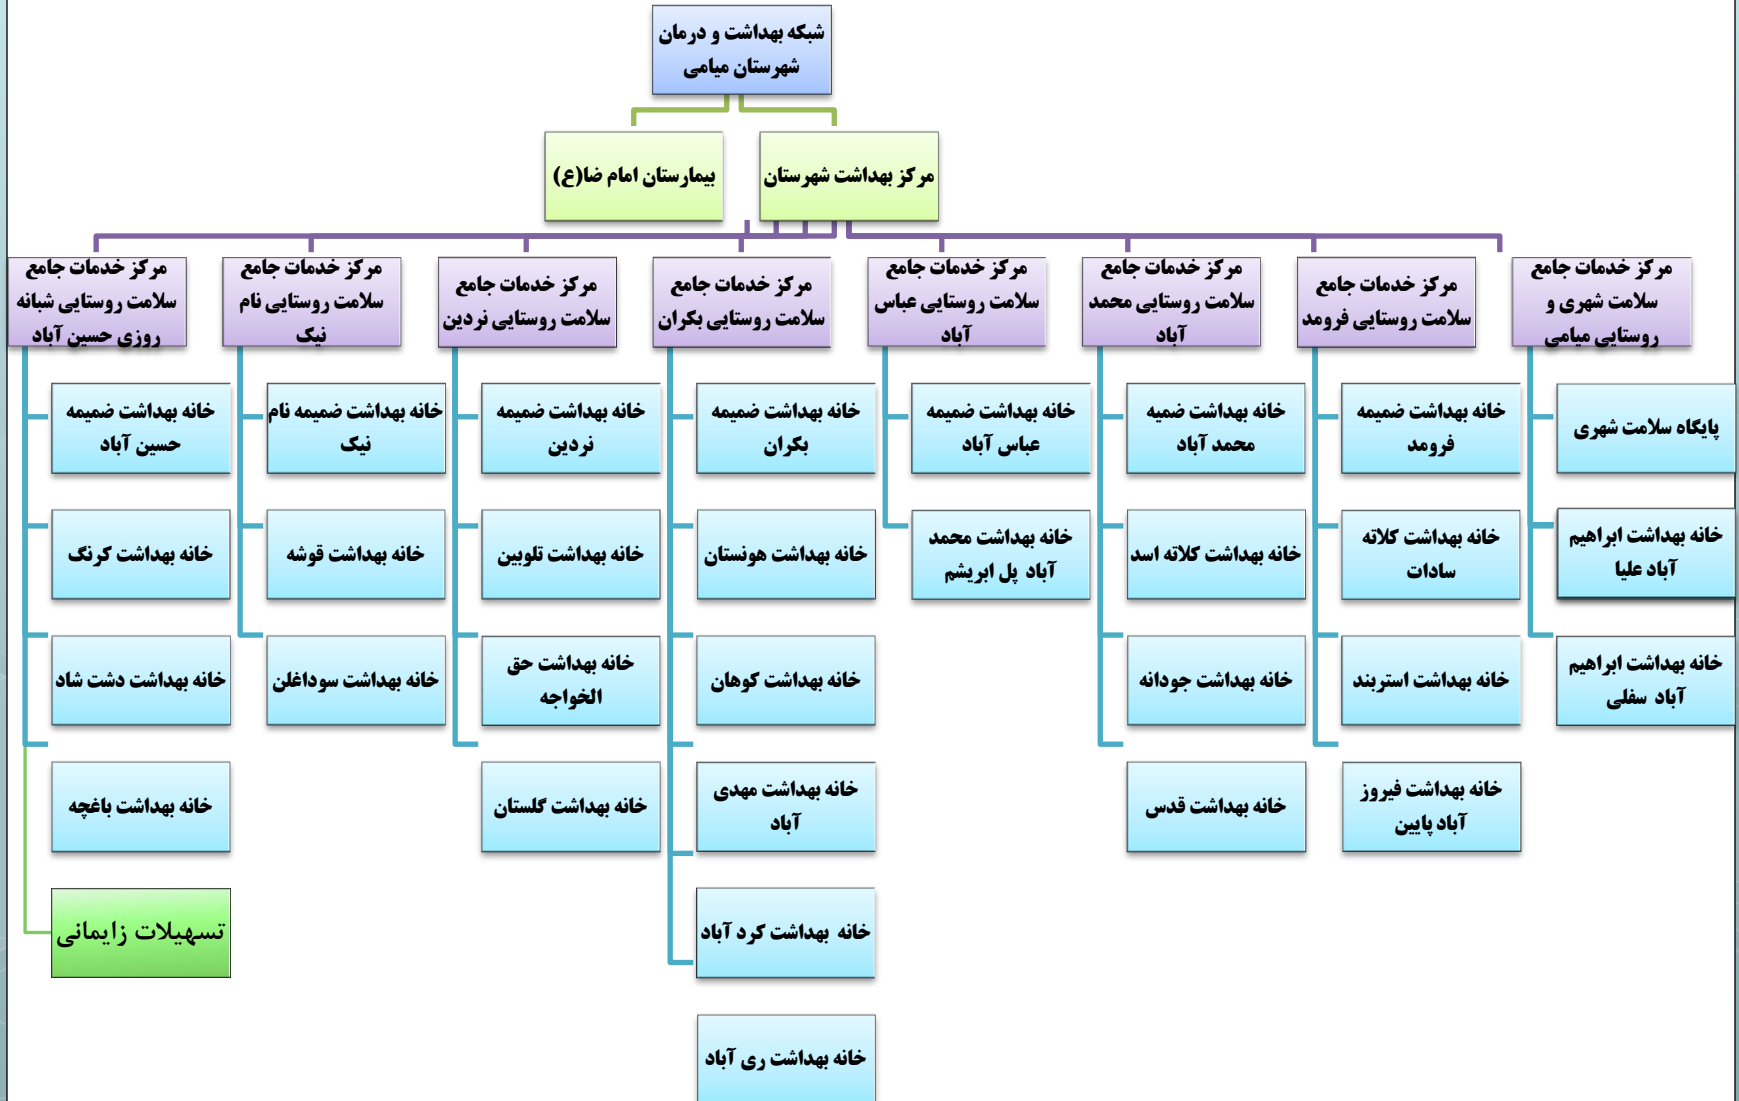 شبکه بهداشت و درمان
شهرستان میامی
مرکز بهداشت شهرستان
بیمارستان امام ضا(ع)
مرکز خدمات جامع
سلامت شهری و
روستایی میامی
مرکز خدمات جامع
سلامت روستایی فرومد
مرکز خدمات جامع
سلامت روستایی محمد
آباد
مرکز خدمات جامع
سلامت روستایی عباس
آباد
مرکز خدمات جامع
سلامت روستایی بکران
مرکز خدمات جامع
سلامت روستایی نردین
مرکز خدمات جامع
سلامت روستایی نام
نیک
مرکز خدمات جامع
سلامت روستایی شبانه
روزی حسین آباد
پایگاه سلامت شهری
خانه بهداشت ابراهیم
آباد علیا
خانه بهداشت ابراهیم
آباد سفلی
خانه بهداشت ضمیمه
فرومد
خانه بهداشت کلاته
سادات
خانه بهداشت استربند
خانه بهداشت فیروز
آباد پایین
خانه بهداشت ضمیه
محمد آباد
خانه بهداشت کلاته اسد
خانه بهداشت جودانه
خانه بهداشت قدس
خانه بهداشت ضمیمه
عباس آباد
خانه بهداشت محمد
آباد پل ابریشم
خانه بهداشت ضمیمه
بکران
خانه بهداشت هونستان
خانه بهداشت کوهان
خانه بهداشت مهدی
آباد
خانه بهداشت کرد آباد
خانه بهداشت ری آباد
خانه بهداشت ضمیمه
نردین
خانه بهداشت تلوبین
خانه بهداشت حق
الخواجه
خانه بهداشت گلستان
خانه بهداشت ضمیمه نام
نیک
خانه بهداشت قوشه
خانه بهداشت سوداغلن
خانه بهداشت ضمیمه
حسین آباد
خانه بهداشت کرنگ
خانه بهداشت دشت شاد
خانه بهداشت باغچه
تسهیلات زایمانی